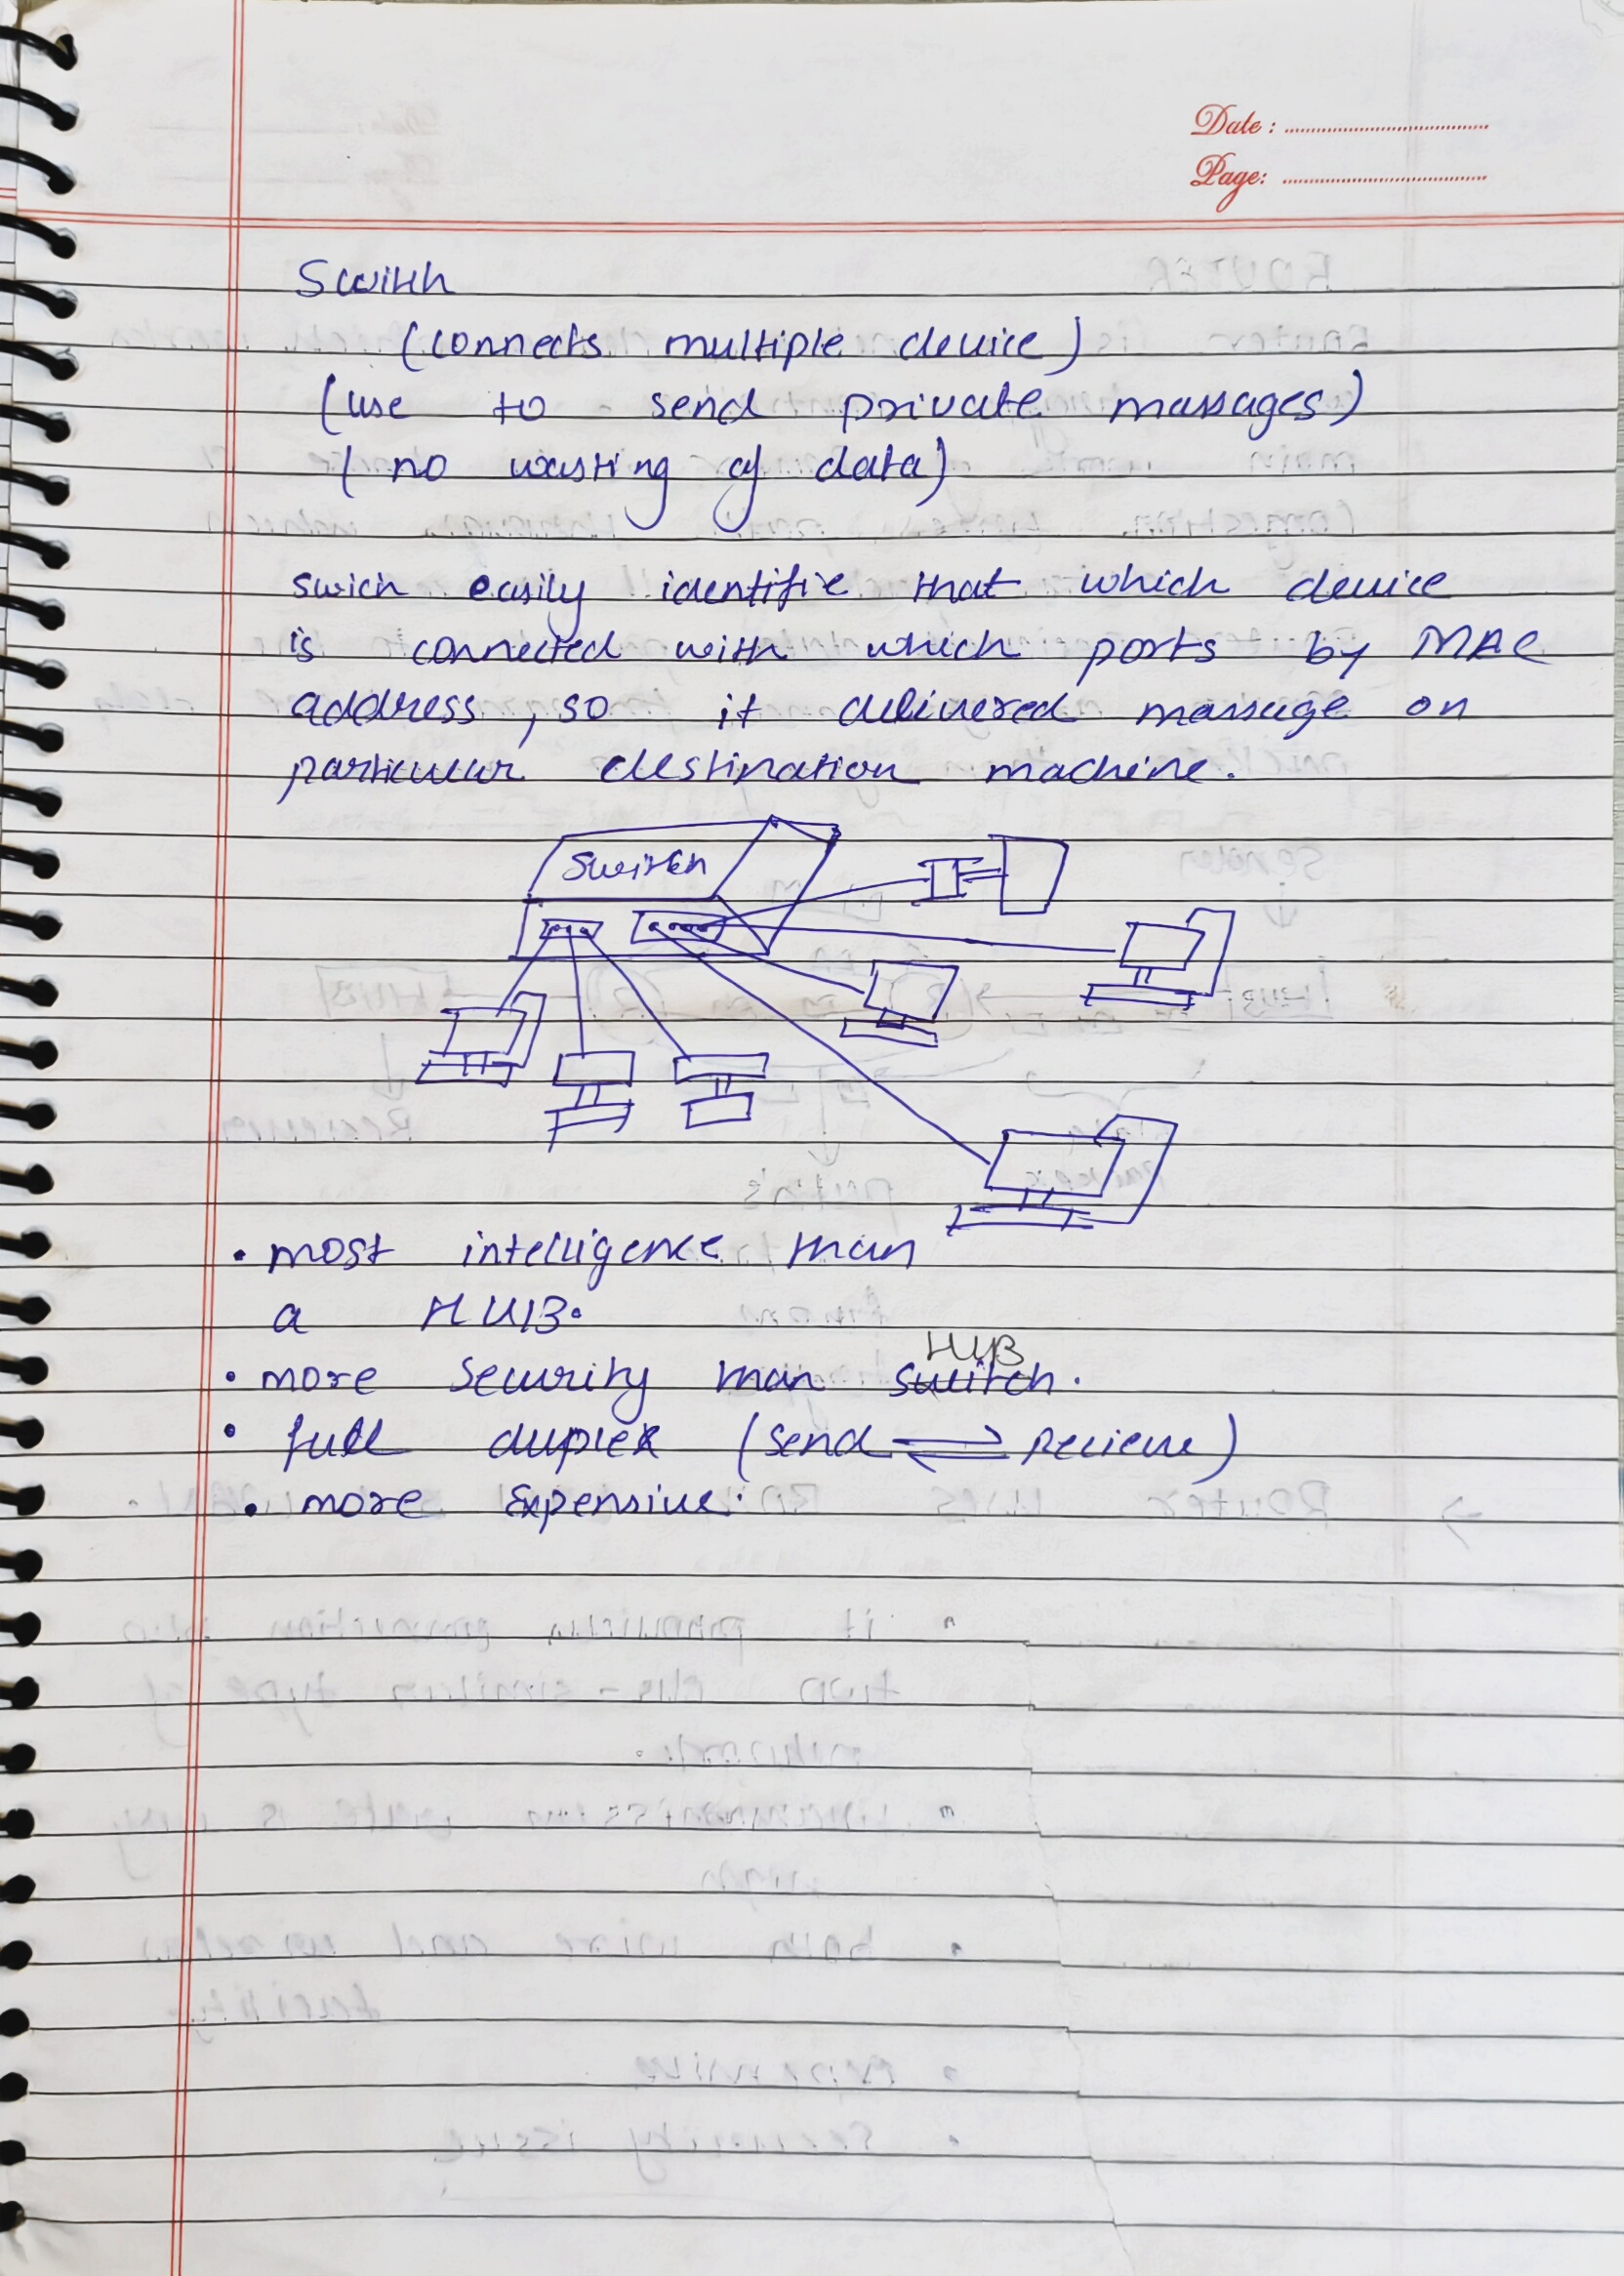 Date :
Page:
Switch
(connects multiple device)
(use to send private massages)
(no wasting of data)
swich easily identifie that which device
is connected with which ports by MAC
address, so it delivered massage on
particular destination machine.
Switch
• most intelligence than
a HUB.
HUB
• more security than switch.
• full duplex (send ⇌ Recieve)
• more Expensive.